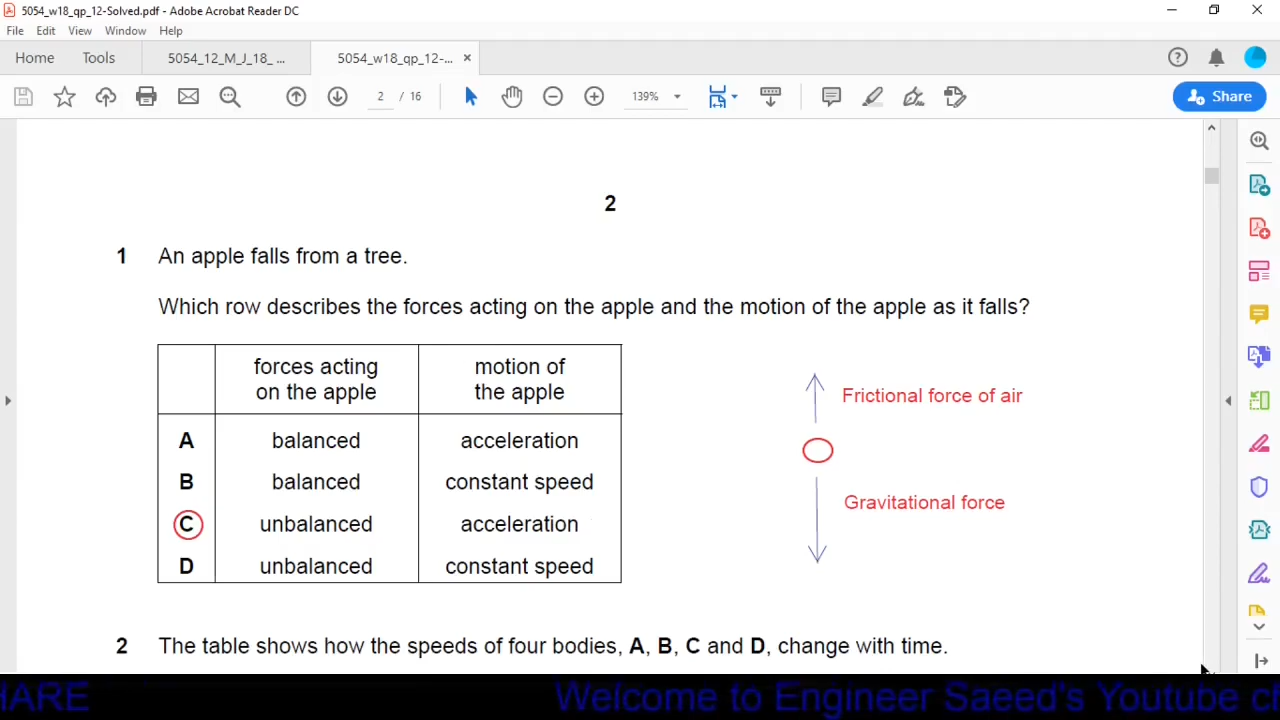 5054_w18_qp_12-Solved.pdf - Adobe Acrobat Reader DC
File Edit View Window Help
Home Tools 5054_12_M_J_18_ ... 5054_w18_qp_12-... ×
2 / 16 139% Share
2
1 An apple falls from a tree.
Which row describes the forces acting on the apple and the motion of the apple as it falls?
forces acting on the apple motion of the apple
A balanced acceleration
B balanced constant speed
C unbalanced acceleration
D unbalanced constant speed
Frictional force of air
Gravitational force
2 The table shows how the speeds of four bodies, A, B, C and D, change with time.
HARE Welcome to Engineer Saeed's Youtube c